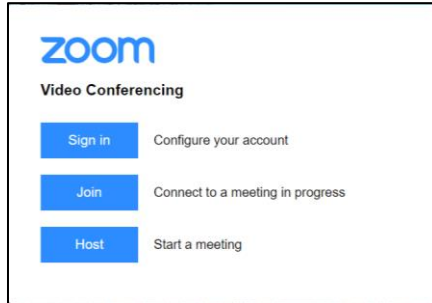 zoom
Video Conferencing
Sign in Configure your account
Join Connect to a meeting in progress
Host Start a meeting